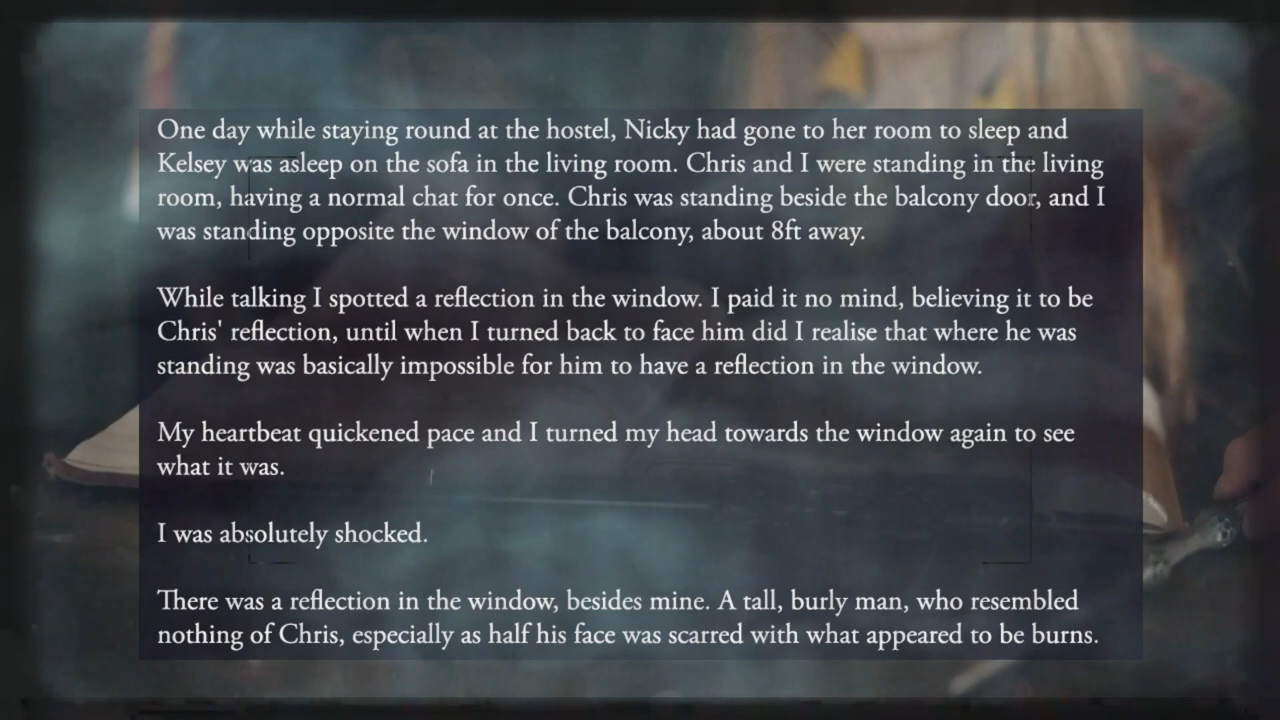 One day while staying round at the hostel, Nicky had gone to her room to sleep and
Kelsey was asleep on the sofa in the living room. Chris and I were standing in the living
room, having a normal chat for once. Chris was standing beside the balcony door, and I
was standing opposite the window of the balcony, about 8ft away.
While talking I spotted a reflection in the window. I paid it no mind, believing it to be
Chris' reflection, until when I turned back to face him did I realise that where he was
standing was basically impossible for him to have a reflection in the window.
My heartbeat quickened pace and I turned my head towards the window again to see
what it was.
I was absolutely shocked.
There was a reflection in the window, besides mine. A tall, burly man, who resembled
nothing of Chris, especially as half his face was scarred with what appeared to be burns.